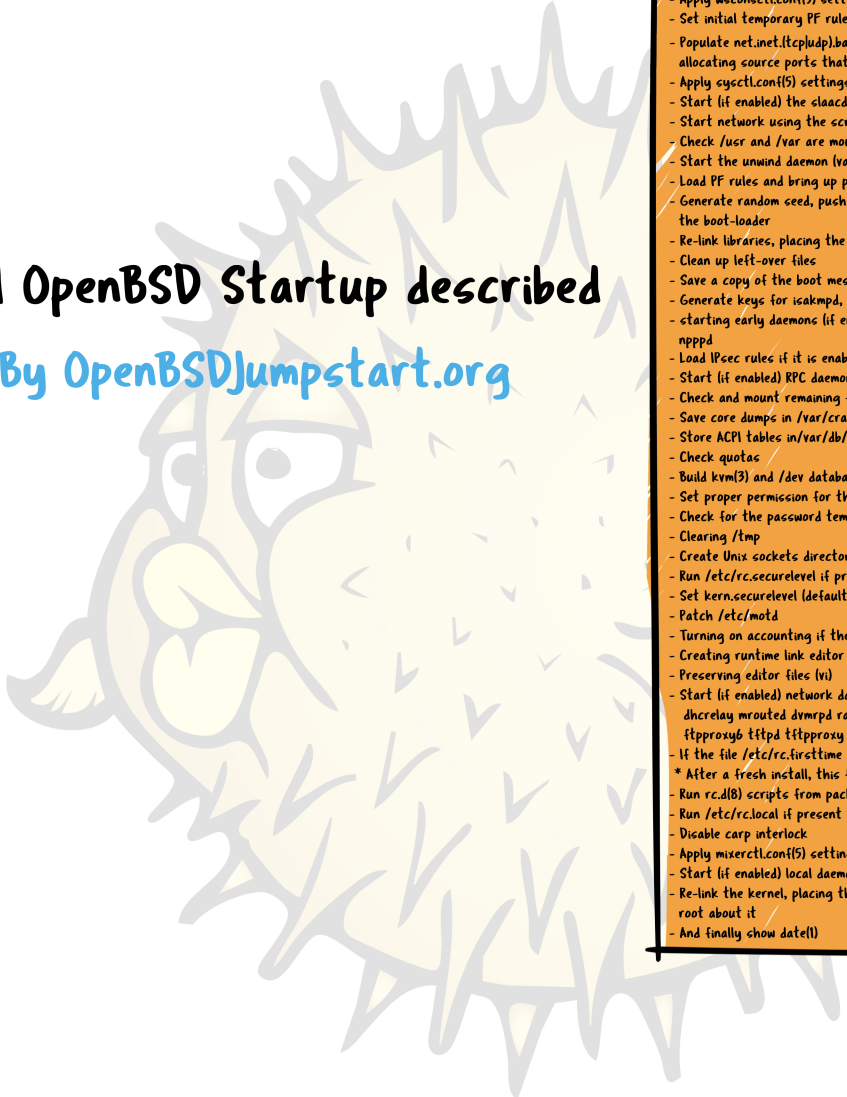 OpenBSD Startup described
By OpenBSDJumpstart.org
- Set initial temporary PF rule
- Populate net.inet.(tcp|udp).ba
allocating source ports that
- Apply sysctl.conf(5) settings
- Start (if enabled) the slaacd
- Start network using the scr
- Check /usr and /var are mou
- Start the unwind daemon (va
- Load PF rules and bring up p
- Generate random seed, push
the boot-loader
- Re-link libraries, placing the
- Clean up left-over files
- Save a copy of the boot mes
- Generate keys for isakmpd,
- starting early daemons (if e
npppd
- Load IPsec rules if it is enab
- Start (if enabled) RPC daemon
- Check and mount remaining
- Save core dumps in /var/cra
- Store ACPI tables in/var/db/
- Check quotas
- Build kvm(3) and /dev databa
- Set proper permission for th
- Check for the password tem
- Clearing /tmp
- Create Unix sockets director
- Run /etc/rc.securelevel if pr
- Set kern.securelevel (default
- Patch /etc/motd
- Turning on accounting if the
- Creating runtime link editor
- Preserving editor files (vi)
- Start (if enabled) network da
dhcrelay mrouted dvmrpd ra
ftpproxy6 tftpd tftpproxy
- If the file /etc/rc.firsttime
* After a fresh install, this
- Run rc.d(8) scripts from pack
- Run /etc/rc.local if present
- Disable carp interlock
- Apply mixerctl.conf(5) settin
- Start (if enabled) local daemo
- Re-link the kernel, placing th
root about it
- And finally show date(1)